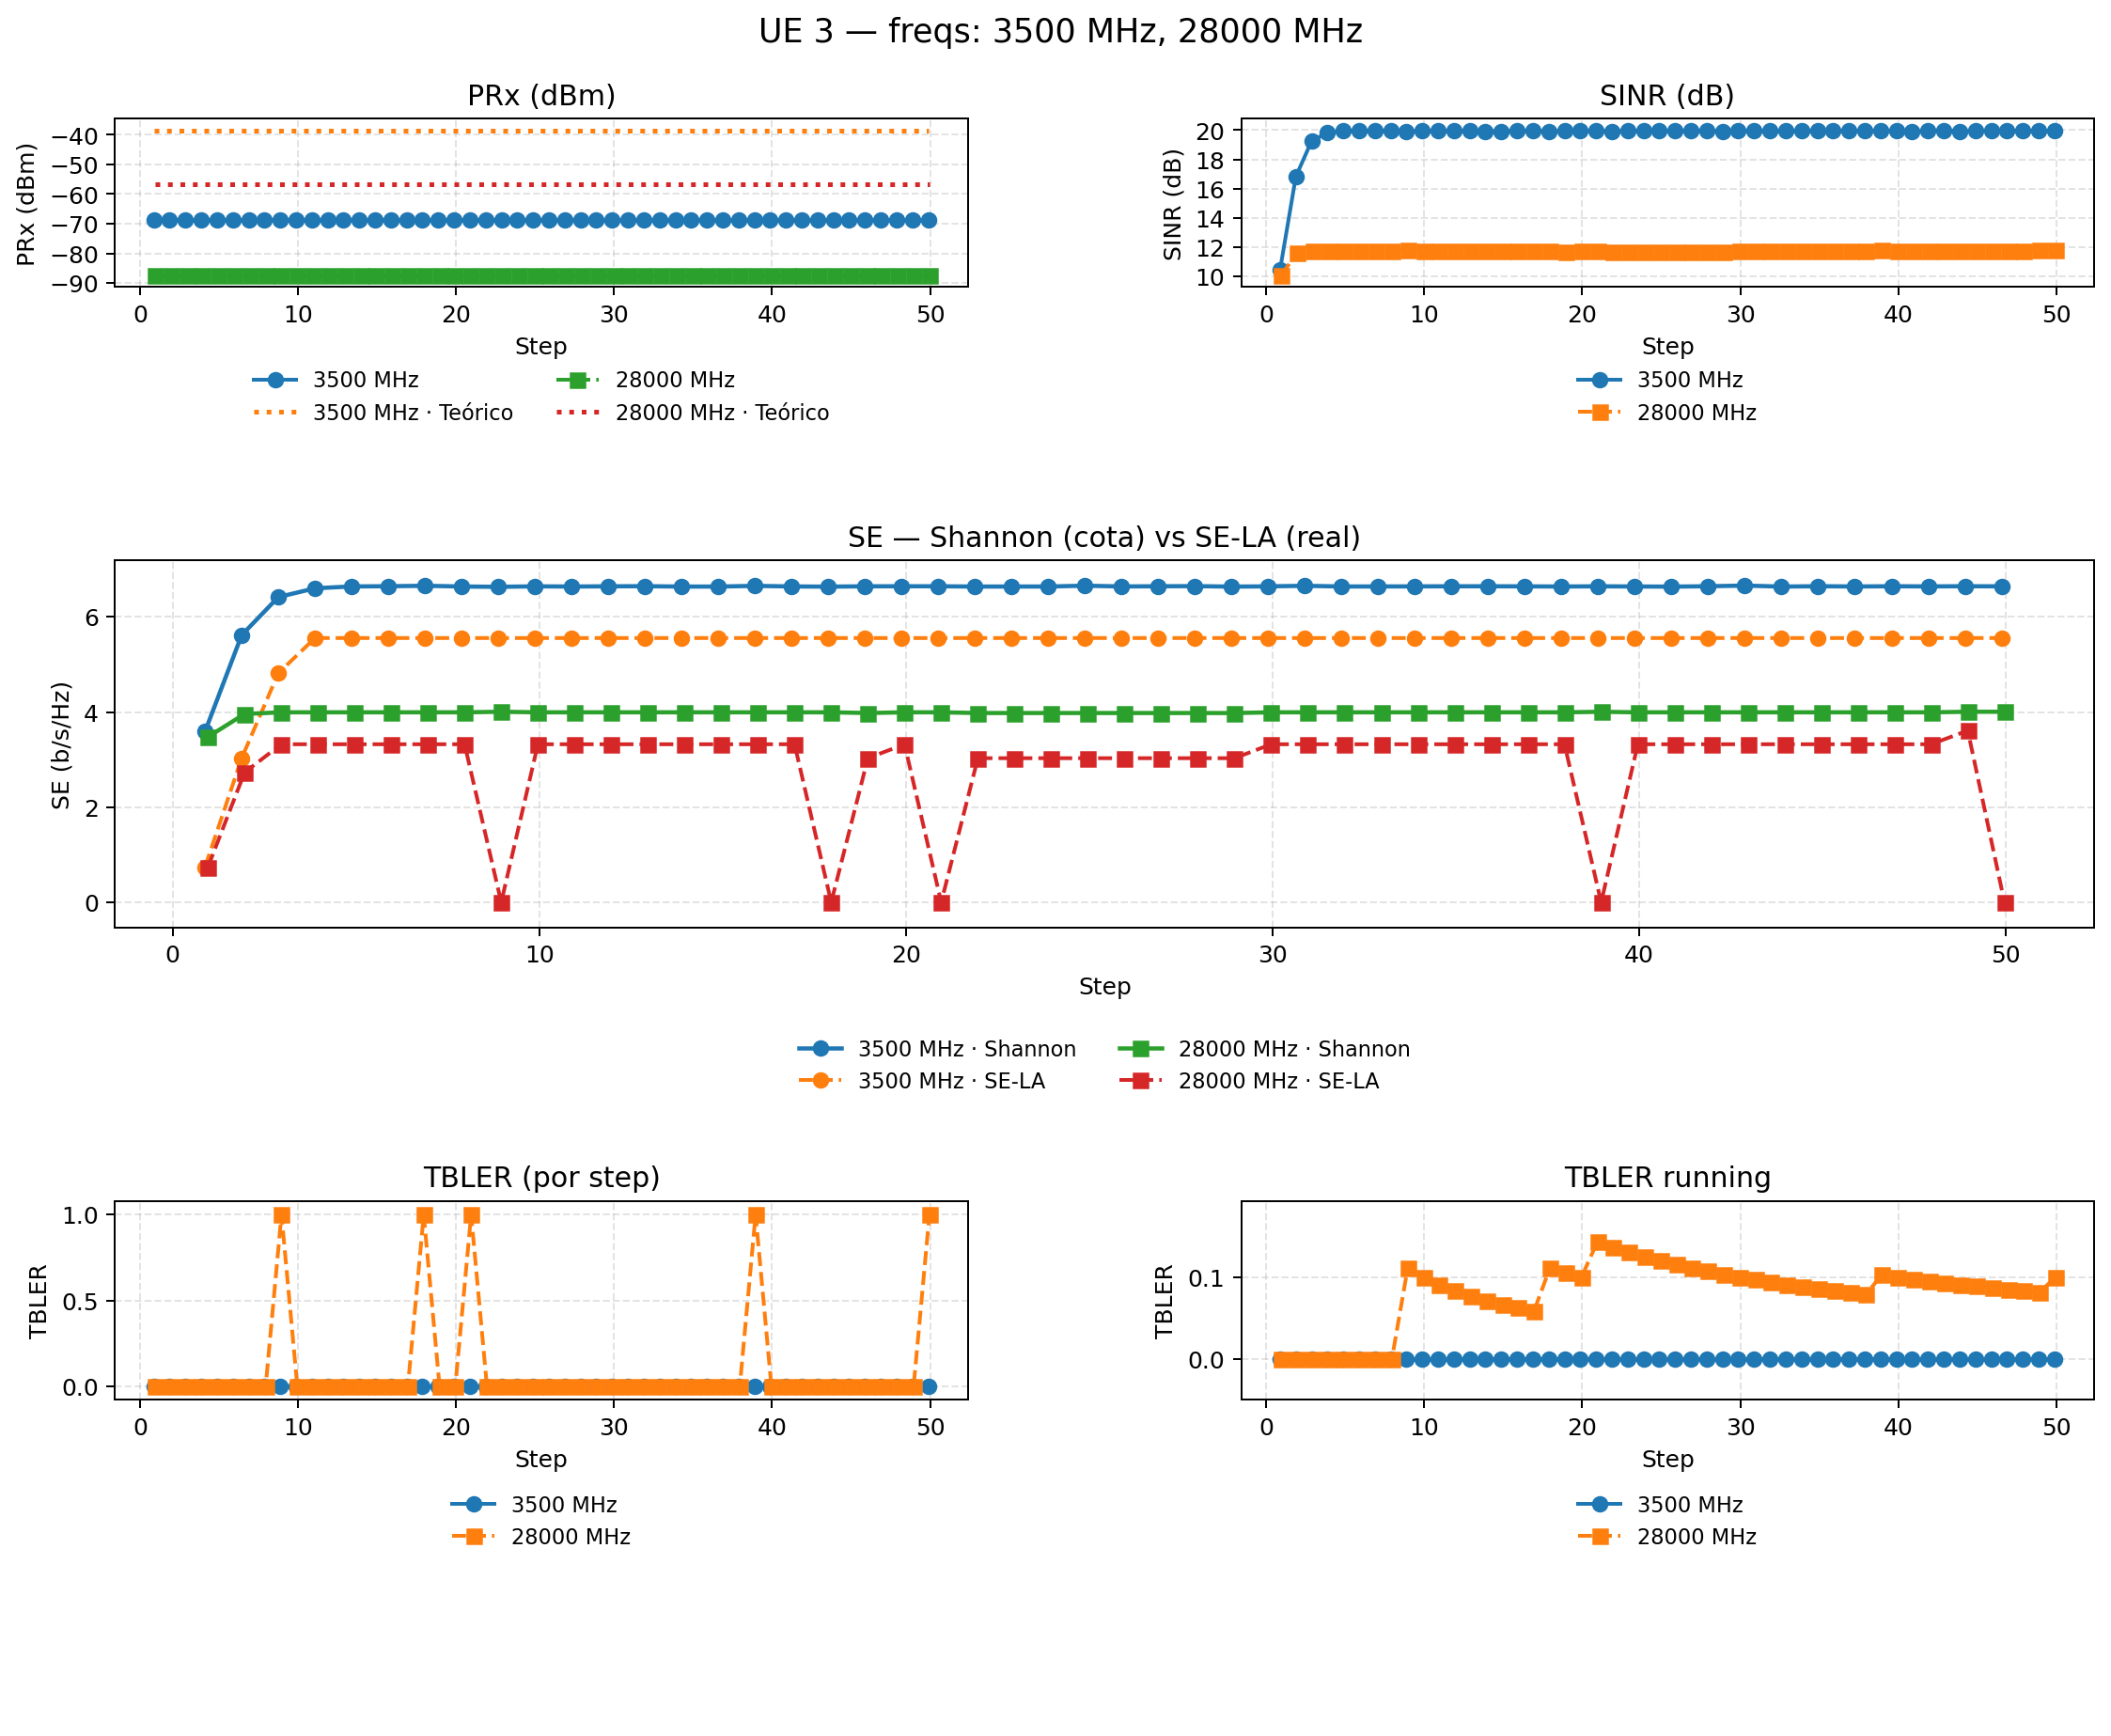 UE 3 — freqs: 3500 MHz, 28000 MHz
PRx (dBm)
PRx (dBm)
−40
−50
−60
−70
−80
−90
0 10 20 30 40 50
Step
3500 MHz
3500 MHz · Teórico
28000 MHz
28000 MHz · Teórico
SINR (dB)
SINR (dB)
20
18
16
14
12
10
0 10 20 30 40 50
Step
3500 MHz
28000 MHz
SE — Shannon (cota) vs SE-LA (real)
SE (b/s/Hz)
6
4
2
0
0 10 20 30 40 50
Step
3500 MHz · Shannon
3500 MHz · SE-LA
28000 MHz · Shannon
28000 MHz · SE-LA
TBLER (por step)
TBLER
1.0
0.5
0.0
0 10 20 30 40 50
Step
3500 MHz
28000 MHz
TBLER running
TBLER
0.1
0.0
0 10 20 30 40 50
Step
3500 MHz
28000 MHz